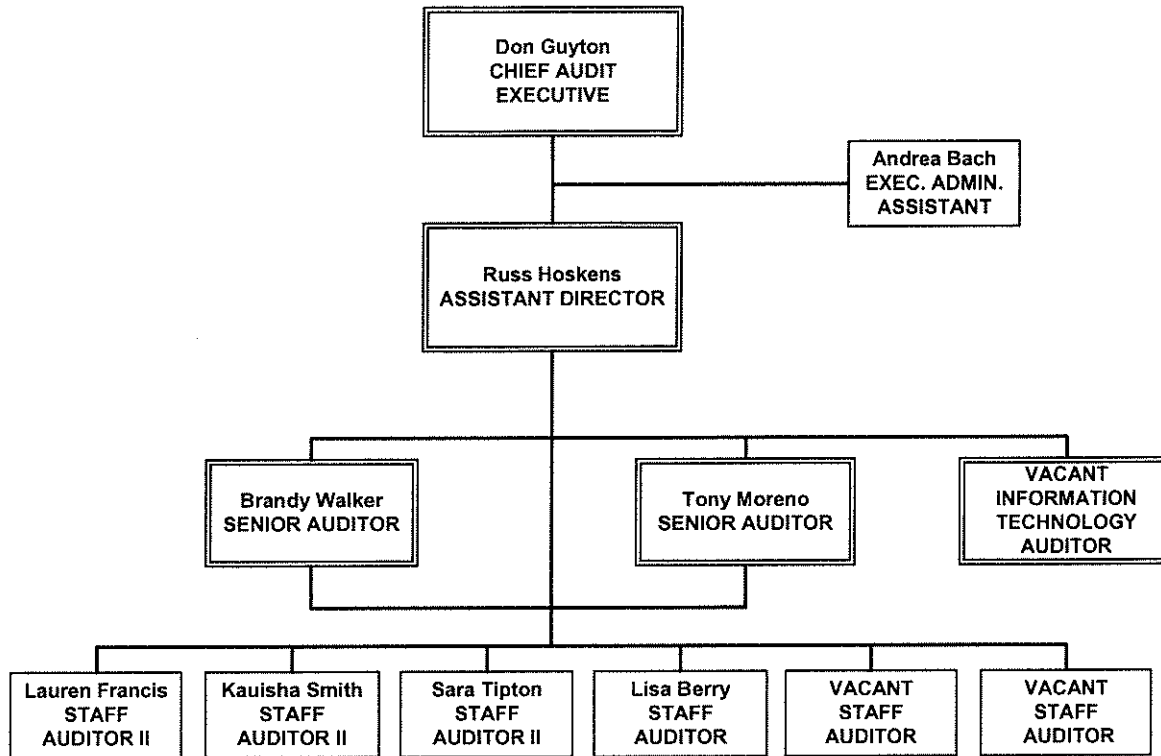 Don Guyton
CHIEF AUDIT
EXECUTIVE
Andrea Bach
EXEC. ADMIN.
ASSISTANT
Russ Hoskens
ASSISTANT DIRECTOR
Brandy Walker
SENIOR AUDITOR
Tony Moreno
SENIOR AUDITOR
VACANT
INFORMATION
TECHNOLOGY
AUDITOR
Lauren Francis
STAFF
AUDITOR II
Kauisha Smith
STAFF
AUDITOR II
Sara Tipton
STAFF
AUDITOR II
Lisa Berry
STAFF
AUDITOR
VACANT
STAFF
AUDITOR
VACANT
STAFF
AUDITOR